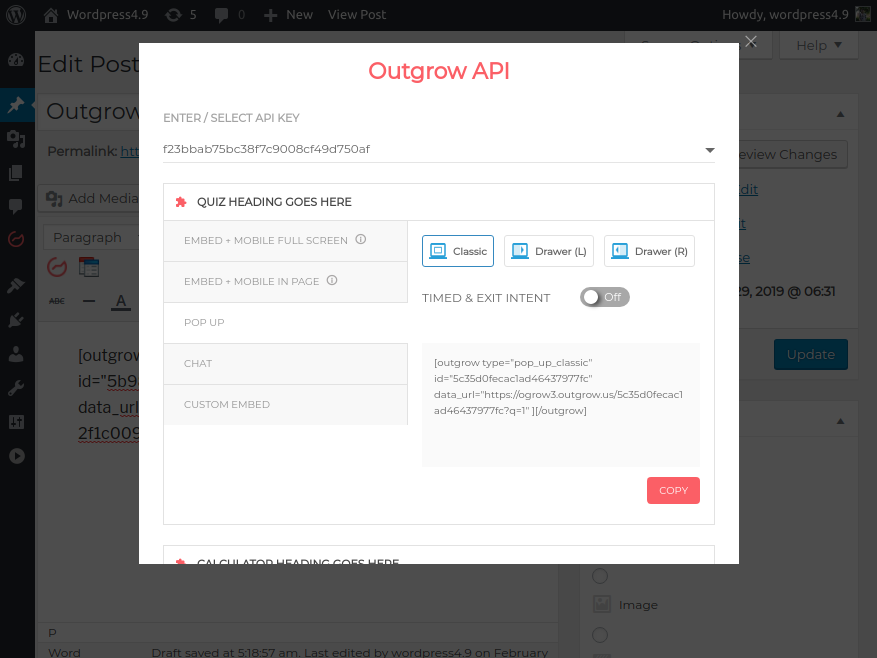 Wordpress4.9 5 0 New View Post Howdy, wordpress4.9
Help
Edit Post
Outgrow API
Outgrow
ENTER / SELECT API KEY
Permalink: htt
f23bbab75bc38f7c9008cf49d750af
eview Changes
Add Media
QUIZ HEADING GOES HERE
dit
Paragraph
EMBED + MOBILE FULL SCREEN
Classic Drawer (L) Drawer (R)
it
EMBED + MOBILE IN PAGE
se
ABC A
TIMED & EXIT INTENT Off
29, 2019 @ 06:31
POP UP
[outgrow
id="5b9
data_url
2f1c009
CHAT
CUSTOM EMBED
[outgrow type="pop_up_classic"
id="5c35d0fecac1ad46437977fc"
data_url="https://ogrow3.outgrow.us/5c35d0fecac1
ad46437977fc?q=1" ][/outgrow]
Update
COPY
CALCULATOR HEADING GOES HERE
Image
P
Word Draft saved at 5:18:57 am. Last edited by wordpress4.9 on February